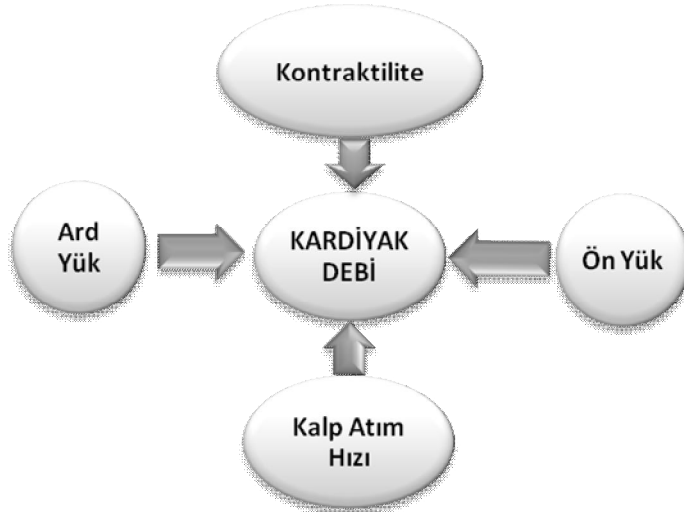 Kontraktilite
Ard
Yük
KARDİYAK
DEBİ
Ön Yük
Kalp Atım
Hızı